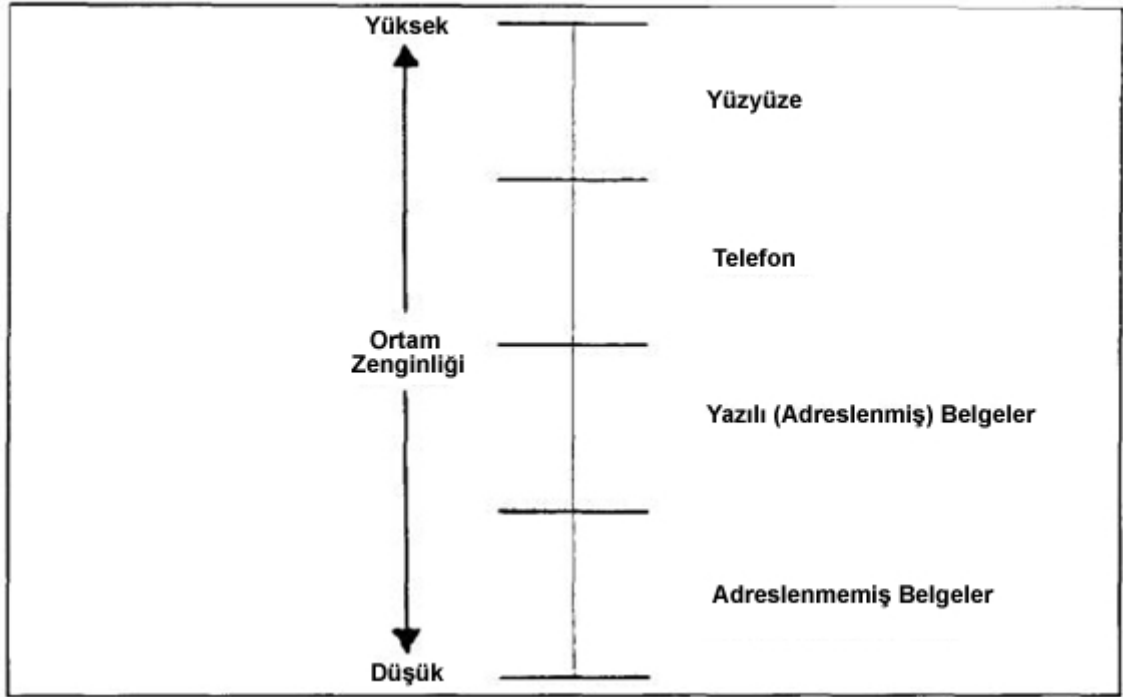 Yüksek
Yüzyüze
Telefon
Ortam
Zenginliği
Yazılı (Adreslenmiş) Belgeler
Adreslenmemiş Belgeler
Düşük